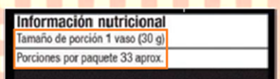 Información nutricional
Tamaño de porción 1 vaso (30 g)
Porciones por paquete 33 aprox.